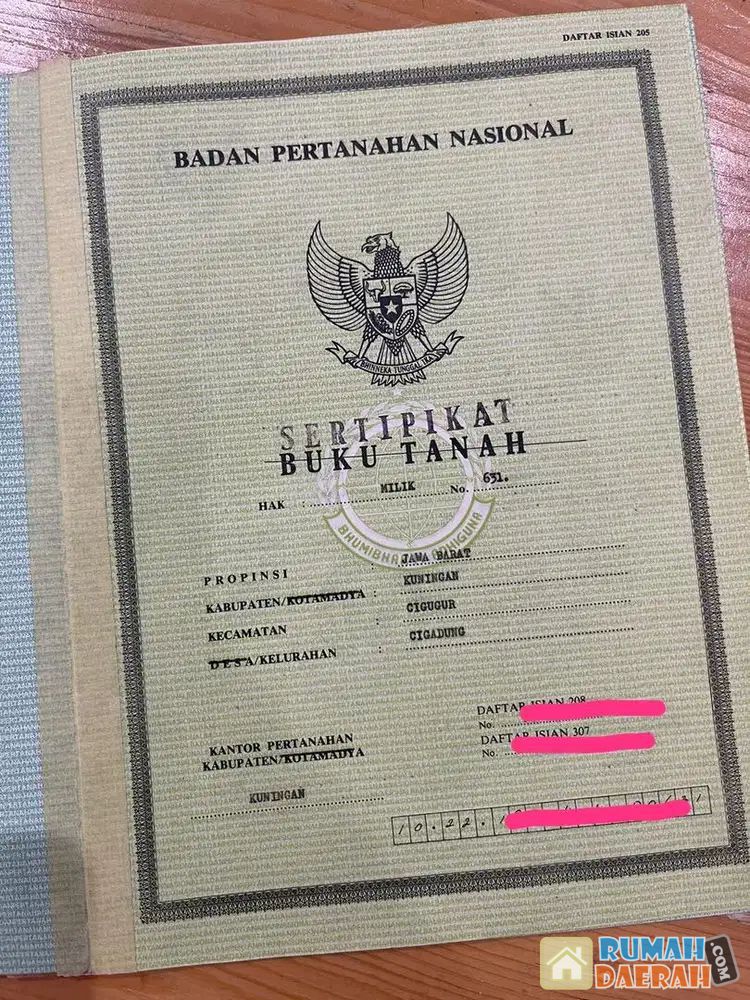 DAFTAR ISIAN 205
BADAN PERTANAHAN NASIONAL
BHINNEKA TUNGGAL IKA
SERTIPIKAT
BUKU TANAH
HAK : MILIK No. 631.
BHUMIBHAKTI ADHIGUNA
PROPINSI : JAWA BARAT
KABUPATEN/KOTAMADYA : KUNINGAN
KECAMATAN : CIGUGUR
DESA/KELURAHAN : CIGADUNG
DAFTAR ISIAN 208
No.
DAFTAR ISIAN 307
No.
KANTOR PERTANAHAN
KABUPATEN/KOTAMADYA
KUNINGAN
10.22.1
RUMAH
DAERAH
.COM